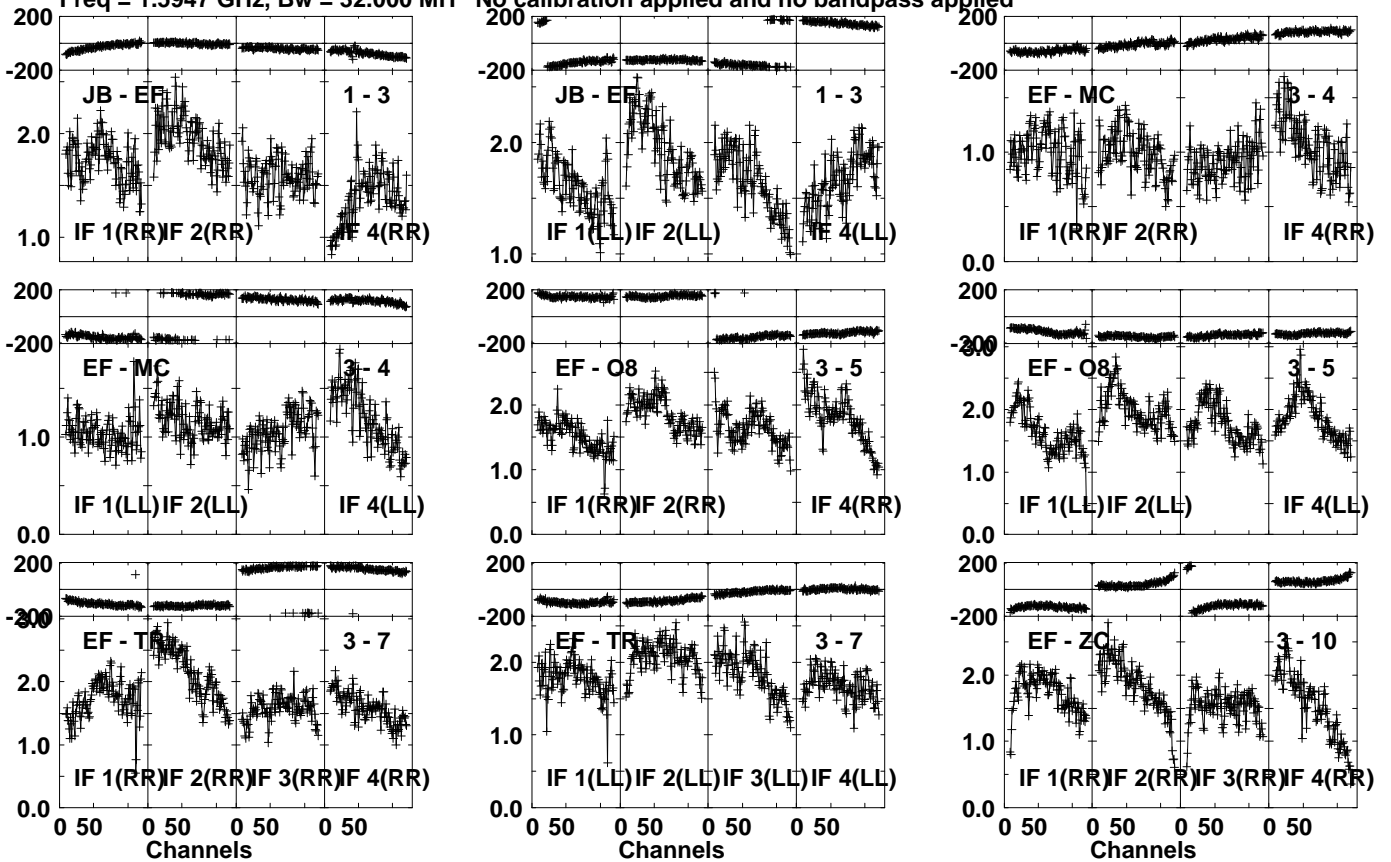 Freq = 1.5947 GHz, Bw = 32.000 MH No calibration applied and no bandpass applied
200 200 200
-200 -200 -200
JB - EF 1 - 3 JB - EF 1 - 3 EF - MC 3 - 4
2.0 2.0 1.0
1.0 1.0 0.0
IF 1(RR) IF 2(RR) IF 4(RR) IF 1(LL) IF 2(LL) IF 4(LL) IF 1(RR) IF 2(RR) IF 4(RR)
200 200 200
-200 -200 -200
3.0
EF - MC 3 - 4 EF - O8 3 - 5 EF - O8 3 - 5
2.0 2.0
1.0 1.0 1.0
IF 1(LL) IF 2(LL) IF 4(LL) IF 1(RR) IF 2(RR) IF 4(RR) IF 1(LL) IF 2(LL) IF 4(LL)
0.0 0.0 0.0
200 200 200
-200 -200 -200
3.0
EF - TR 3 - 7 EF - TR 3 - 7 EF - ZC 3 - 10
2.0 2.0 2.0
1.0 1.0 1.0
IF 1(RR) IF 2(RR) IF 3(RR) IF 4(RR) IF 1(LL) IF 2(LL) IF 3(LL) IF 4(LL) IF 1(RR) IF 2(RR) IF 3(RR) IF 4(RR)
0.0 0.0 0.0
0 50 0 50 0 50 0 50 0 50 0 50 0 50 0 50 0 50 0 50 0 50 0 50
Channels Channels Channels